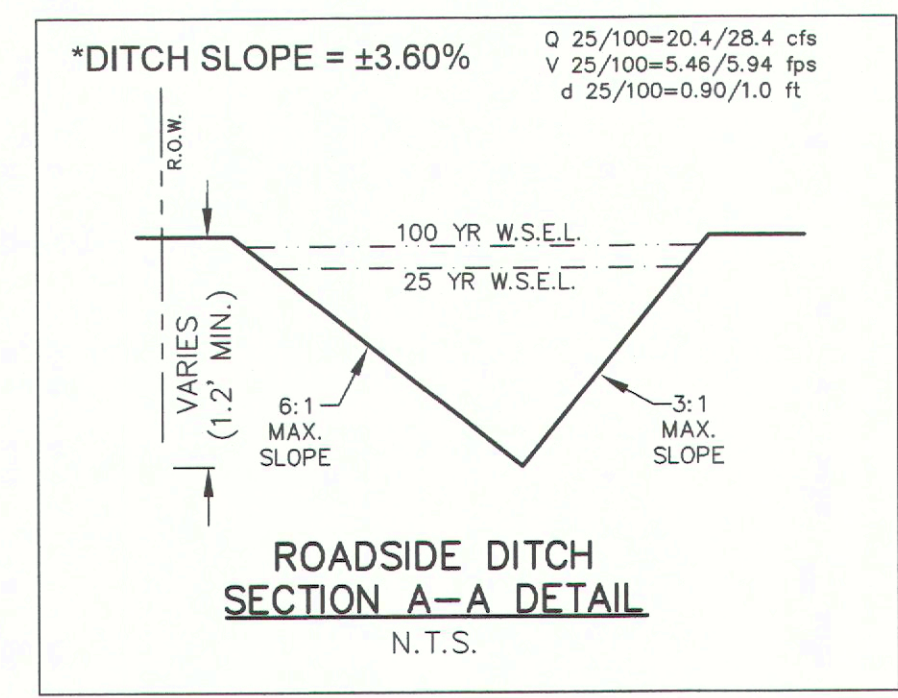 *DITCH SLOPE = ±3.60%
Q 25/100=20.4/28.4 cfs
V 25/100=5.46/5.94 fps
d 25/100=0.90/1.0 ft
R.O.W.
100 YR W.S.E.L.
25 YR W.S.E.L.
VARIES
(1.2' MIN.)
6:1
MAX.
SLOPE
3:1
MAX.
SLOPE
ROADSIDE DITCH
SECTION A-A DETAIL
N.T.S.